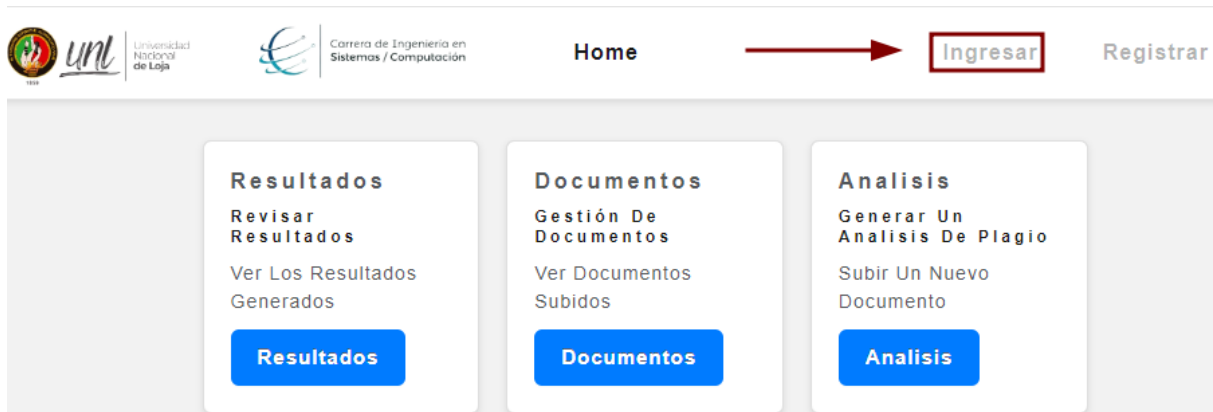 unl
Universidad
Nacional
de Loja
1859
Carrera de Ingeniería en
Sistemas / Computación
Home
Ingresar
Registrar
Resultados
Revisar
Resultados
Ver Los Resultados
Generados
Resultados
Documentos
Gestión De
Documentos
Ver Documentos
Subidos
Documentos
Analisis
Generar Un
Analisis De Plagio
Subir Un Nuevo
Documento
Analisis